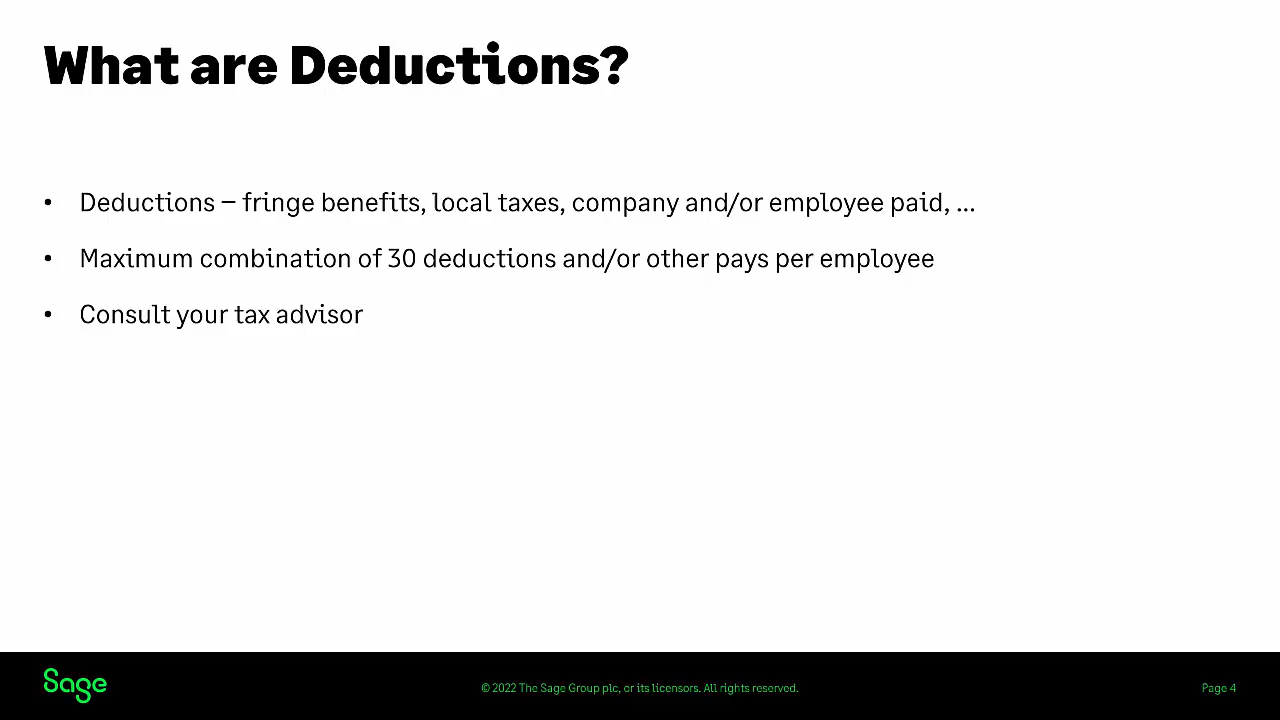 What are Deductions?
• Deductions – fringe benefits, local taxes, company and/or employee paid, ...
• Maximum combination of 30 deductions and/or other pays per employee
• Consult your tax advisor
Sage
© 2022 The Sage Group plc, or its licensors. All rights reserved.
Page 4